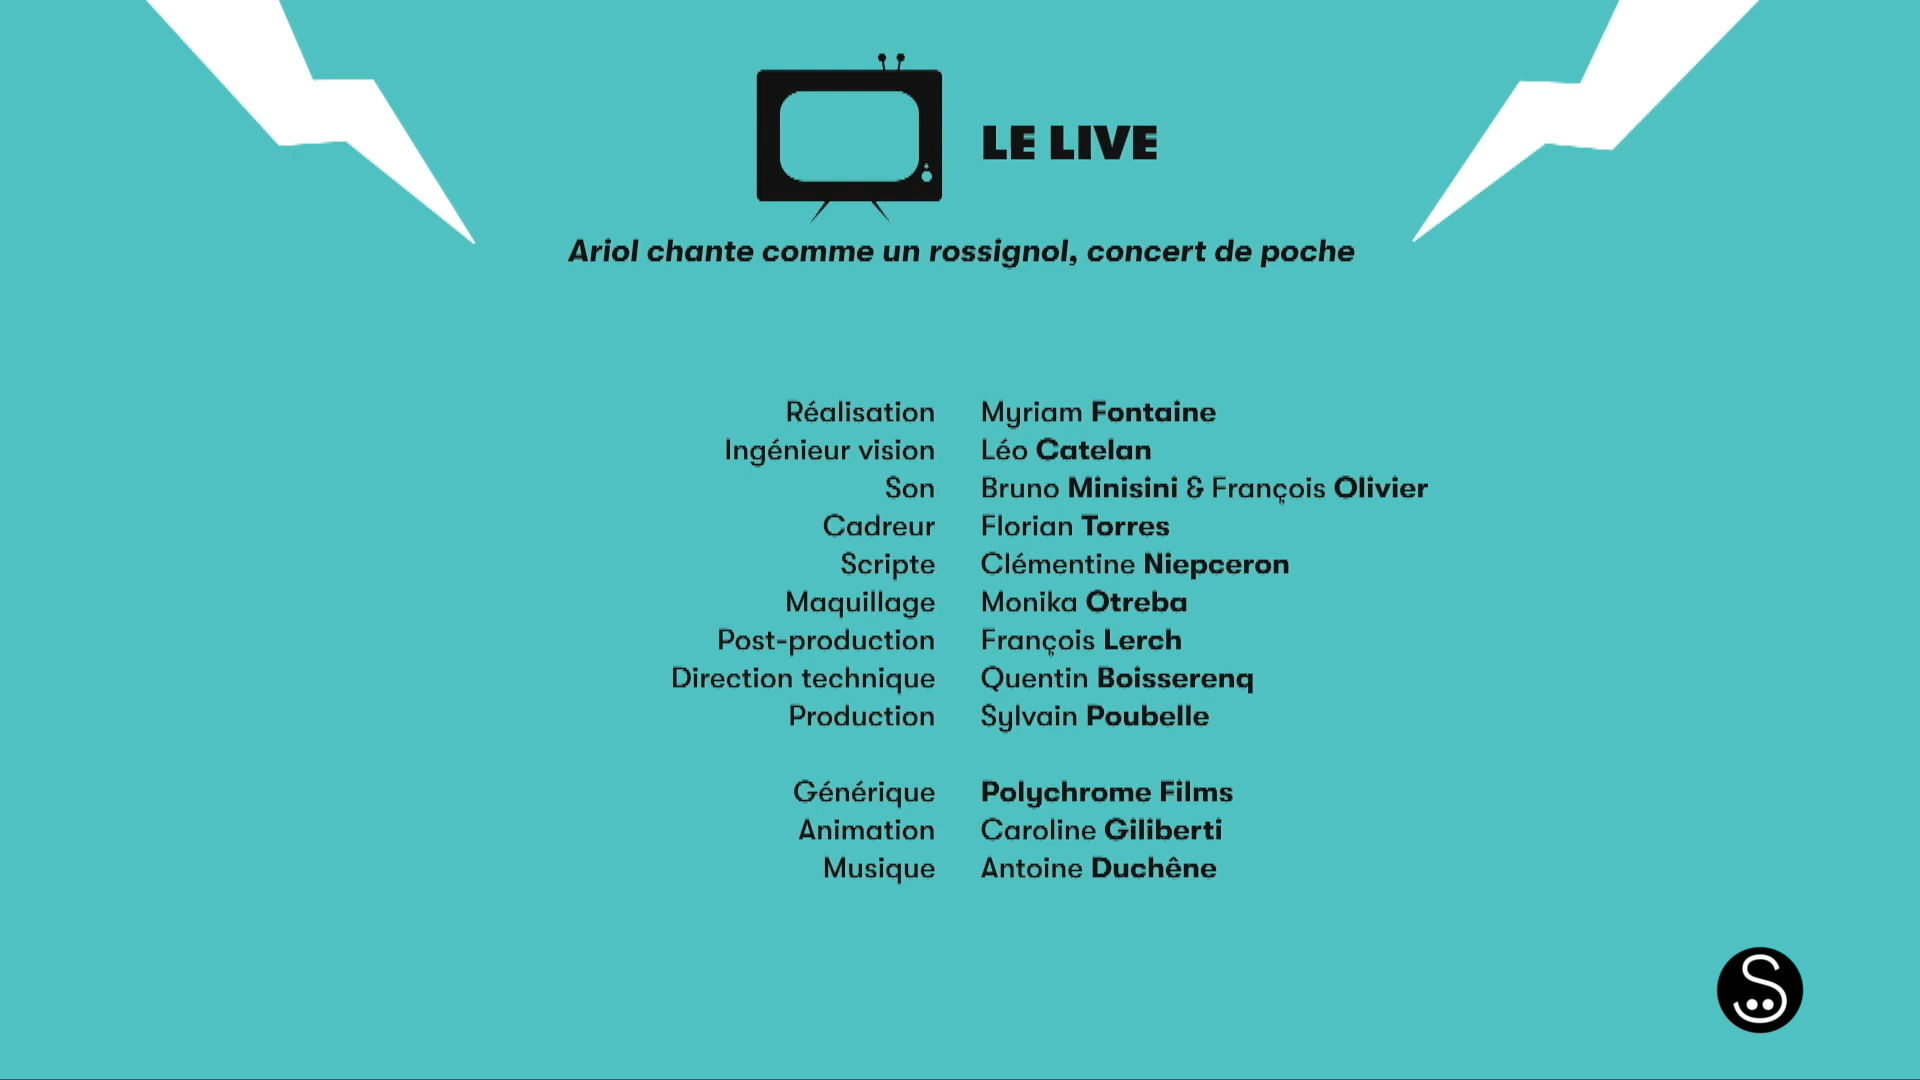 LE LIVE
Ariol chante comme un rossignol, concert de poche
Réalisation Myriam Fontaine
Ingénieur vision Léo Catelan
Son Bruno Minisini & François Olivier
Cadreur Florian Torres
Scripte Clémentine Niepceron
Maquillage Monika Otreba
Post-production François Lerch
Direction technique Quentin Boisserenq
Production Sylvain Poubelle
Générique Polychrome Films
Animation Caroline Giliberti
Musique Antoine Duchêne
S